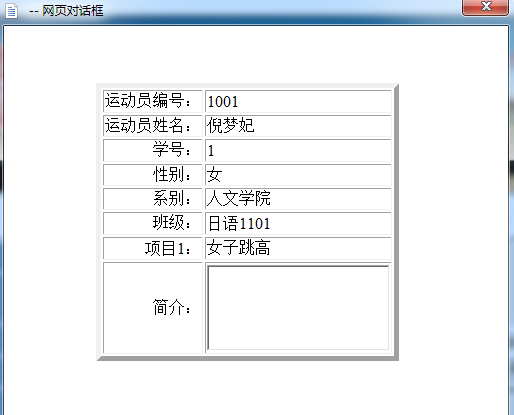 -- 网页对话框
运动员编号： 1001
运动员姓名： 倪梦妃
学号： 1
性别： 女
系别： 人文学院
班级： 日语1101
项目1： 女子跳高
简介：